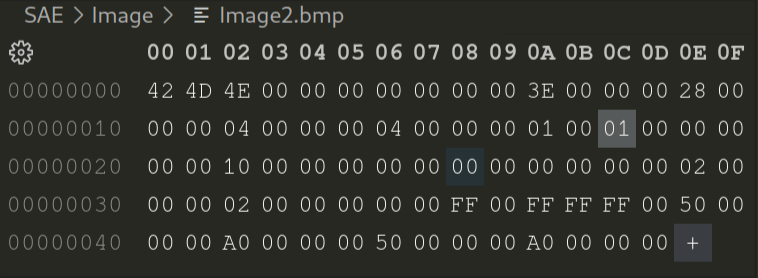 SAE > Image > Image2.bmp
00 01 02 03 04 05 06 07 08 09 0A 0B 0C 0D 0E 0F
00000000 42 4D 4E 00 00 00 00 00 00 00 3E 00 00 00 28 00
00000010 00 00 04 00 00 00 04 00 00 00 01 00 01 00 00 00
00000020 00 00 10 00 00 00 00 00 00 00 00 00 00 00 02 00
00000030 00 00 02 00 00 00 00 00 FF 00 FF FF FF 00 50 00
00000040 00 00 A0 00 00 00 50 00 00 00 A0 00 00 00 +